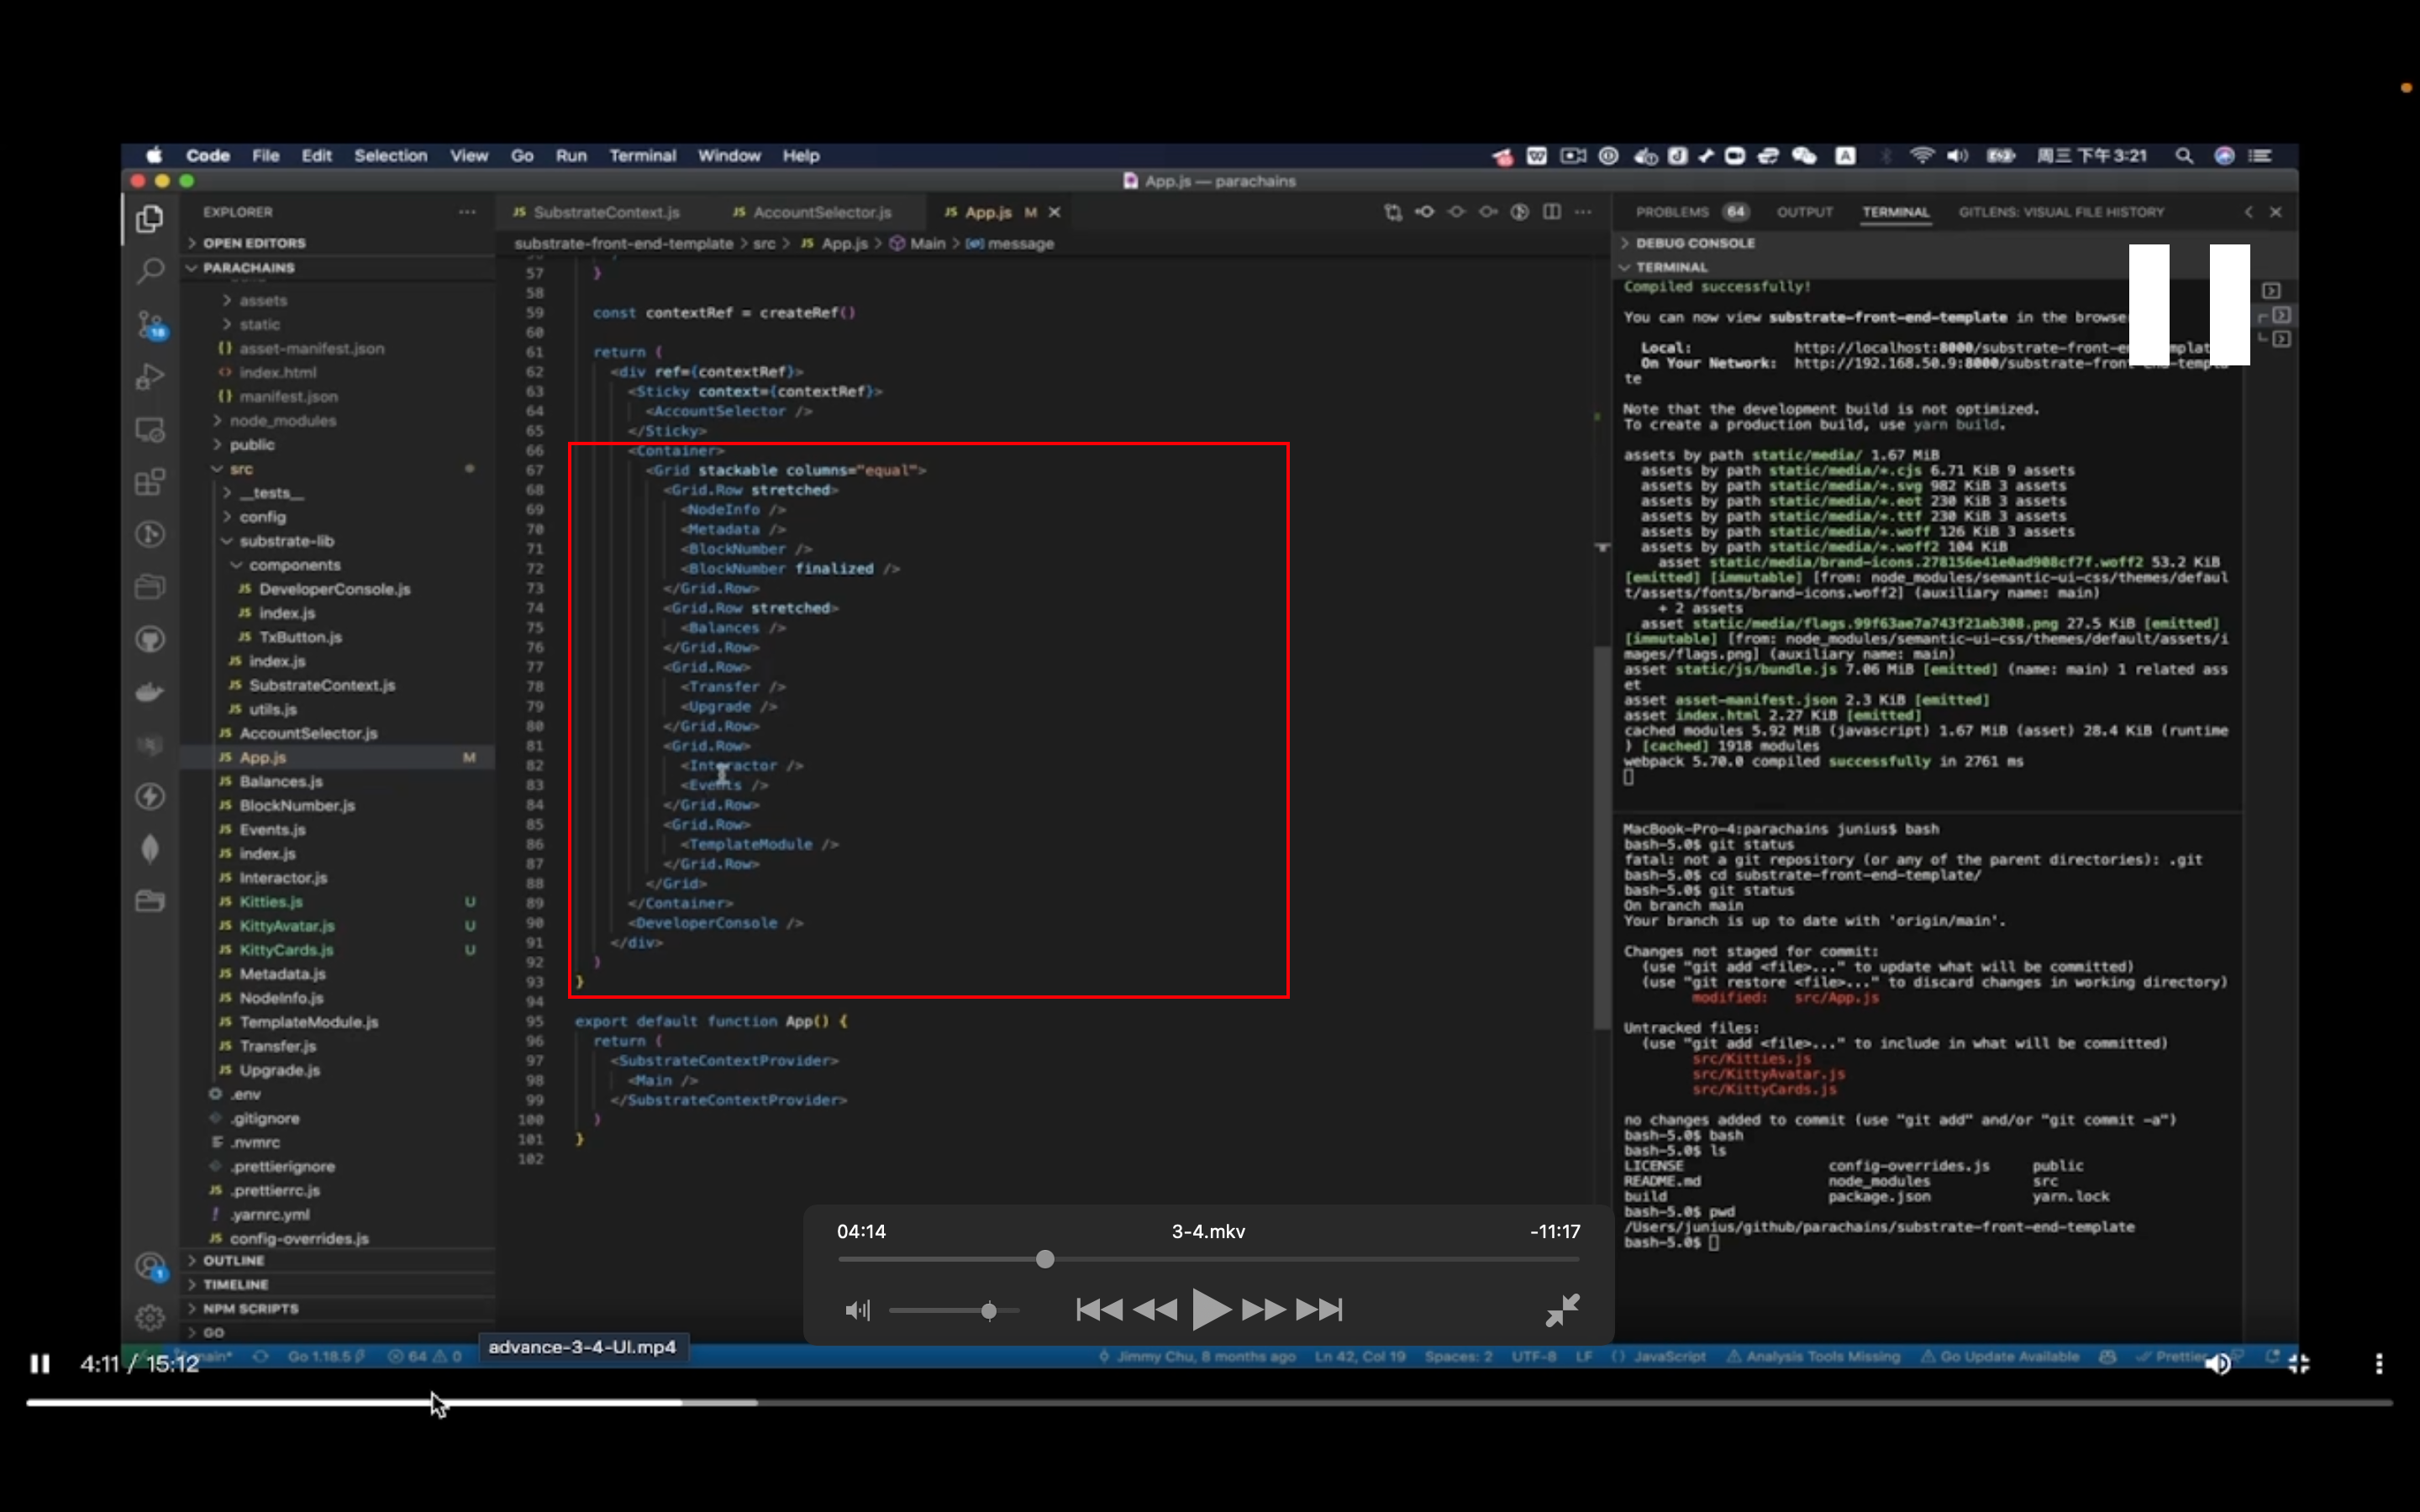 Code File Edit Selection View Go Run Terminal Window Help
周三下午3:21
App.js — parachains
EXPLORER
OPEN EDITORS
PARACHAINS
assets
static
asset-manifest.json
index.html
manifest.json
node_modules
public
src
__tests__
config
substrate-lib
components
DeveloperConsole.js
index.js
TxButton.js
index.js
SubstrateContext.js
utils.js
AccountSelector.js
App.js M
Balances.js
BlockNumber.js
Events.js
index.js
Interactor.js
Kitties.js U
KittyAvatar.js U
KittyCards.js U
Metadata.js
NodeInfo.js
TemplateModule.js
Transfer.js
Upgrade.js
.env
.gitignore
.nvmrc
.prettierignore
.prettierrc.js
.yarnrc.yml
config-overrides.js
OUTLINE
TIMELINE
NPM SCRIPTS
GO
SubstrateContext.js AccountSelector.js App.js M
substrate-front-end-template > src > App.js > Main > message
57 }
58
59 const contextRef = createRef()
60
61 return (
62 <div ref={contextRef}>
63 <Sticky context={contextRef}>
64 <AccountSelector />
65 </Sticky>
66 <Container>
67 <Grid stackable columns="equal">
68 <Grid.Row stretched>
69 <NodeInfo />
70 <Metadata />
71 <BlockNumber />
72 <BlockNumber finalized />
73 </Grid.Row>
74 <Grid.Row stretched>
75 <Balances />
76 </Grid.Row>
77 <Grid.Row>
78 <Transfer />
79 <Upgrade />
80 </Grid.Row>
81 <Grid.Row>
82 <Interactor />
83 <Events />
84 </Grid.Row>
85 <Grid.Row>
86 <TemplateModule />
87 </Grid.Row>
88 </Grid>
89 </Container>
90 <DeveloperConsole />
91 </div>
92 )
93 }
94
95 export default function App() {
96 return (
97 <SubstrateContextProvider>
98 <Main />
99 </SubstrateContextProvider>
100 )
101 }
102
PROBLEMS 64 OUTPUT TERMINAL GITLENS: VISUAL FILE HISTORY
DEBUG CONSOLE
TERMINAL
Compiled successfully!
You can now view substrate-front-end-template in the browse
Local: http://localhost:8000/substrate-front-e
On Your Network: http://192.168.50.9:8000/substrate-front-end-templa
te
Note that the development build is not optimized.
To create a production build, use yarn build.
assets by path static/media/ 1.67 MiB
assets by path static/media/*.cjs 6.71 KiB 9 assets
assets by path static/media/*.svg 982 KiB 3 assets
assets by path static/media/*.eot 230 KiB 3 assets
assets by path static/media/*.ttf 230 KiB 3 assets
assets by path static/media/*.woff 126 KiB 3 assets
assets by path static/media/*.woff2 104 KiB
asset static/media/brand-icons.278156e41e0ad908cf7f.woff2 53.2 KiB
[emitted] [immutable] [from: node_modules/semantic-ui-css/themes/defaul
t/assets/fonts/brand-icons.woff2] (auxiliary name: main)
+ 2 assets
asset static/media/flags.99f63ae7a743f21ab308.png 27.5 KiB [emitted]
[immutable] [from: node_modules/semantic-ui-css/themes/default/assets/i
mages/flags.png] (auxiliary name: main)
asset static/js/bundle.js 7.06 MiB [emitted] (name: main) 1 related ass
et
asset asset-manifest.json 2.3 KiB [emitted]
asset index.html 2.27 KiB [emitted]
cached modules 5.92 MiB (javascript) 1.67 MiB (asset) 28.4 KiB (runtime
) [cached] 1918 modules
webpack 5.70.0 compiled successfully in 2761 ms
MacBook-Pro-4:parachains junius$ bash
bash-5.0$ git status
fatal: not a git repository (or any of the parent directories): .git
bash-5.0$ cd substrate-front-end-template/
bash-5.0$ git status
On branch main
Your branch is up to date with 'origin/main'.
Changes not staged for commit:
(use "git add <file>..." to update what will be committed)
(use "git restore <file>..." to discard changes in working directory)
modified: src/App.js
Untracked files:
(use "git add <file>..." to include in what will be committed)
src/Kitties.js
src/KittyAvatar.js
src/KittyCards.js
no changes added to commit (use "git add" and/or "git commit -a")
bash-5.0$ bash
bash-5.0$ ls
LICENSE config-overrides.js public
README.md node_modules src
build package.json yarn.lock
bash-5.0$ pwd
/Users/junius/github/parachains/substrate-front-end-template
bash-5.0$
04:14 3-4.mkv -11:17
advance-3-4-UI.mp4
main* Go 1.18.5 64 0 Jimmy Chu, 8 months ago Ln 42, Col 19 Spaces: 2 UTF-8 LF JavaScript Analysis Tools Missing Go Update Available Prettier
4:11 / 15:12